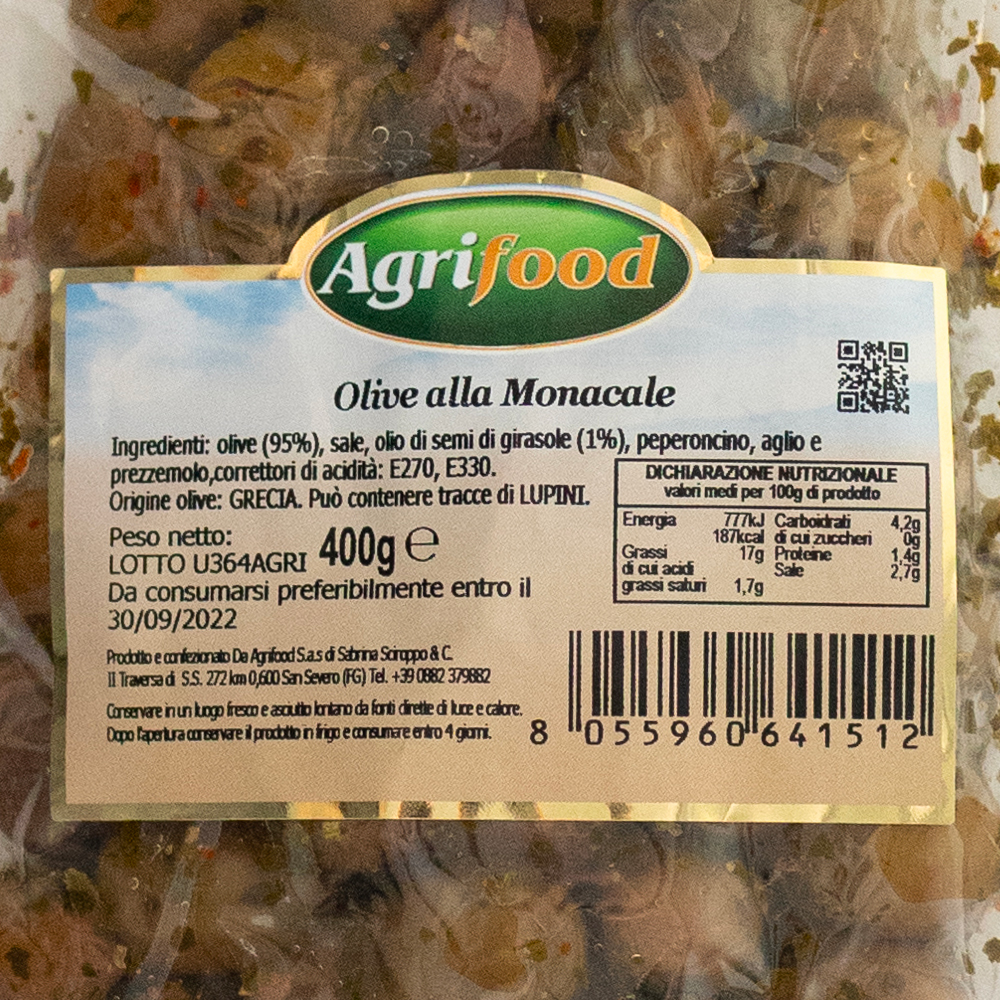 Agrifood
Olive alla Monacale
Ingredienti: olive (95%), sale, olio di semi di girasole (1%), peperoncino, aglio e
prezzemolo,correttori di acidità: E270, E330.
Origine olive: GRECIA. Può contenere tracce di LUPINI.
Peso netto:
LOTTO U364AGRI 400g ℮
Da consumarsi preferibilmente entro il
30/09/2022
DICHIARAZIONE NUTRIZIONALE
valori medi per 100g di prodotto
Energia 777kJ Carboidrati 4,2g
187kcal di cui zuccheri 0g
Grassi 17g Proteine 1,4g
di cui acidi Sale 2,7g
grassi saturi 1,7g
Prodotto e confezionato Da Agrifood S.a.s di Sabrina Sciroppo & C.
II Traversa di S.S. 272 km 0,600 San Severo (FG) Tel. +39 0882 379882
Conservare in un luogo fresco e asciutto lontano da fonti dirette di luce e calore.
Dopo l'apertura conservare il prodotto in frigo e consumare entro 4 giorni.
8 055960 641512